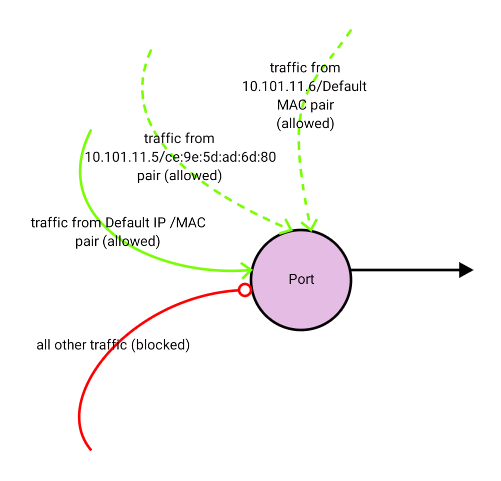 traffic from
10.101.11.6/Default
MAC pair
(allowed)
traffic from
10.101.11.5/ce:9e:5d:ad:6d:80
pair (allowed)
traffic from Default IP /MAC
pair (allowed)
Port
all other traffic (blocked)